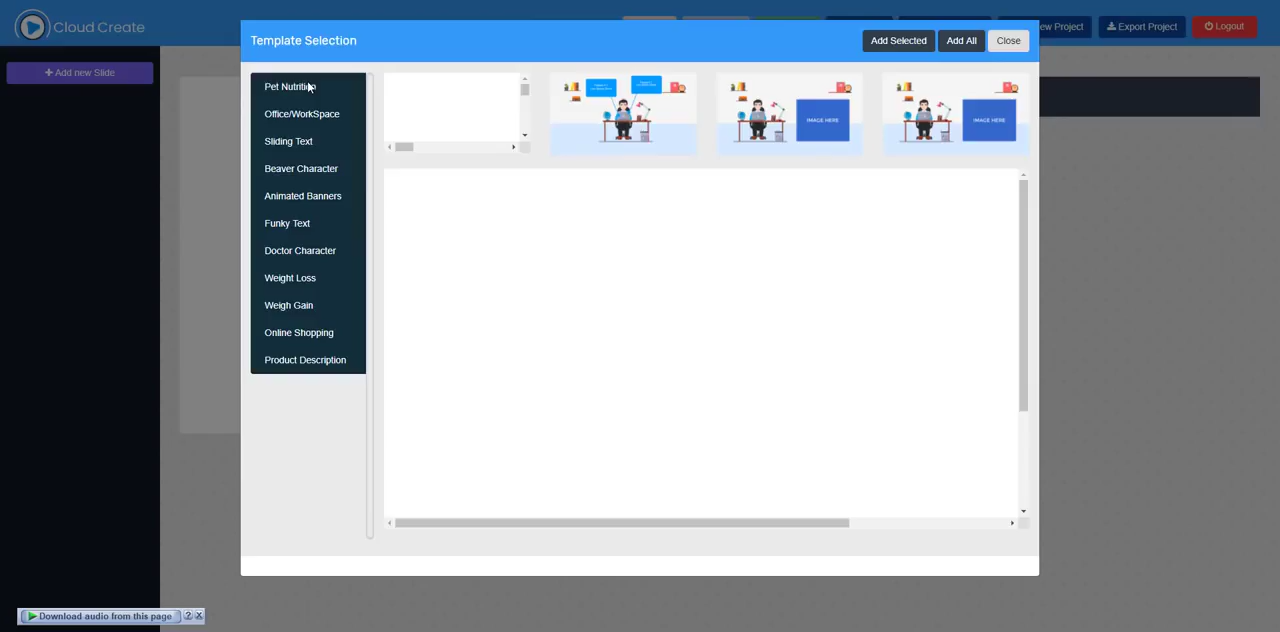 Cloud Create
ew Project
Export Project
Logout
+ Add new Slide
Template Selection
Add Selected
Add All
Close
Pet Nutrition
Office/WorkSpace
Sliding Text
Beaver Character
Animated Banners
Funky Text
Doctor Character
Weight Loss
Weigh Gain
Online Shopping
Product Description
IMAGE HERE
IMAGE HERE
Download audio from this page
?
X